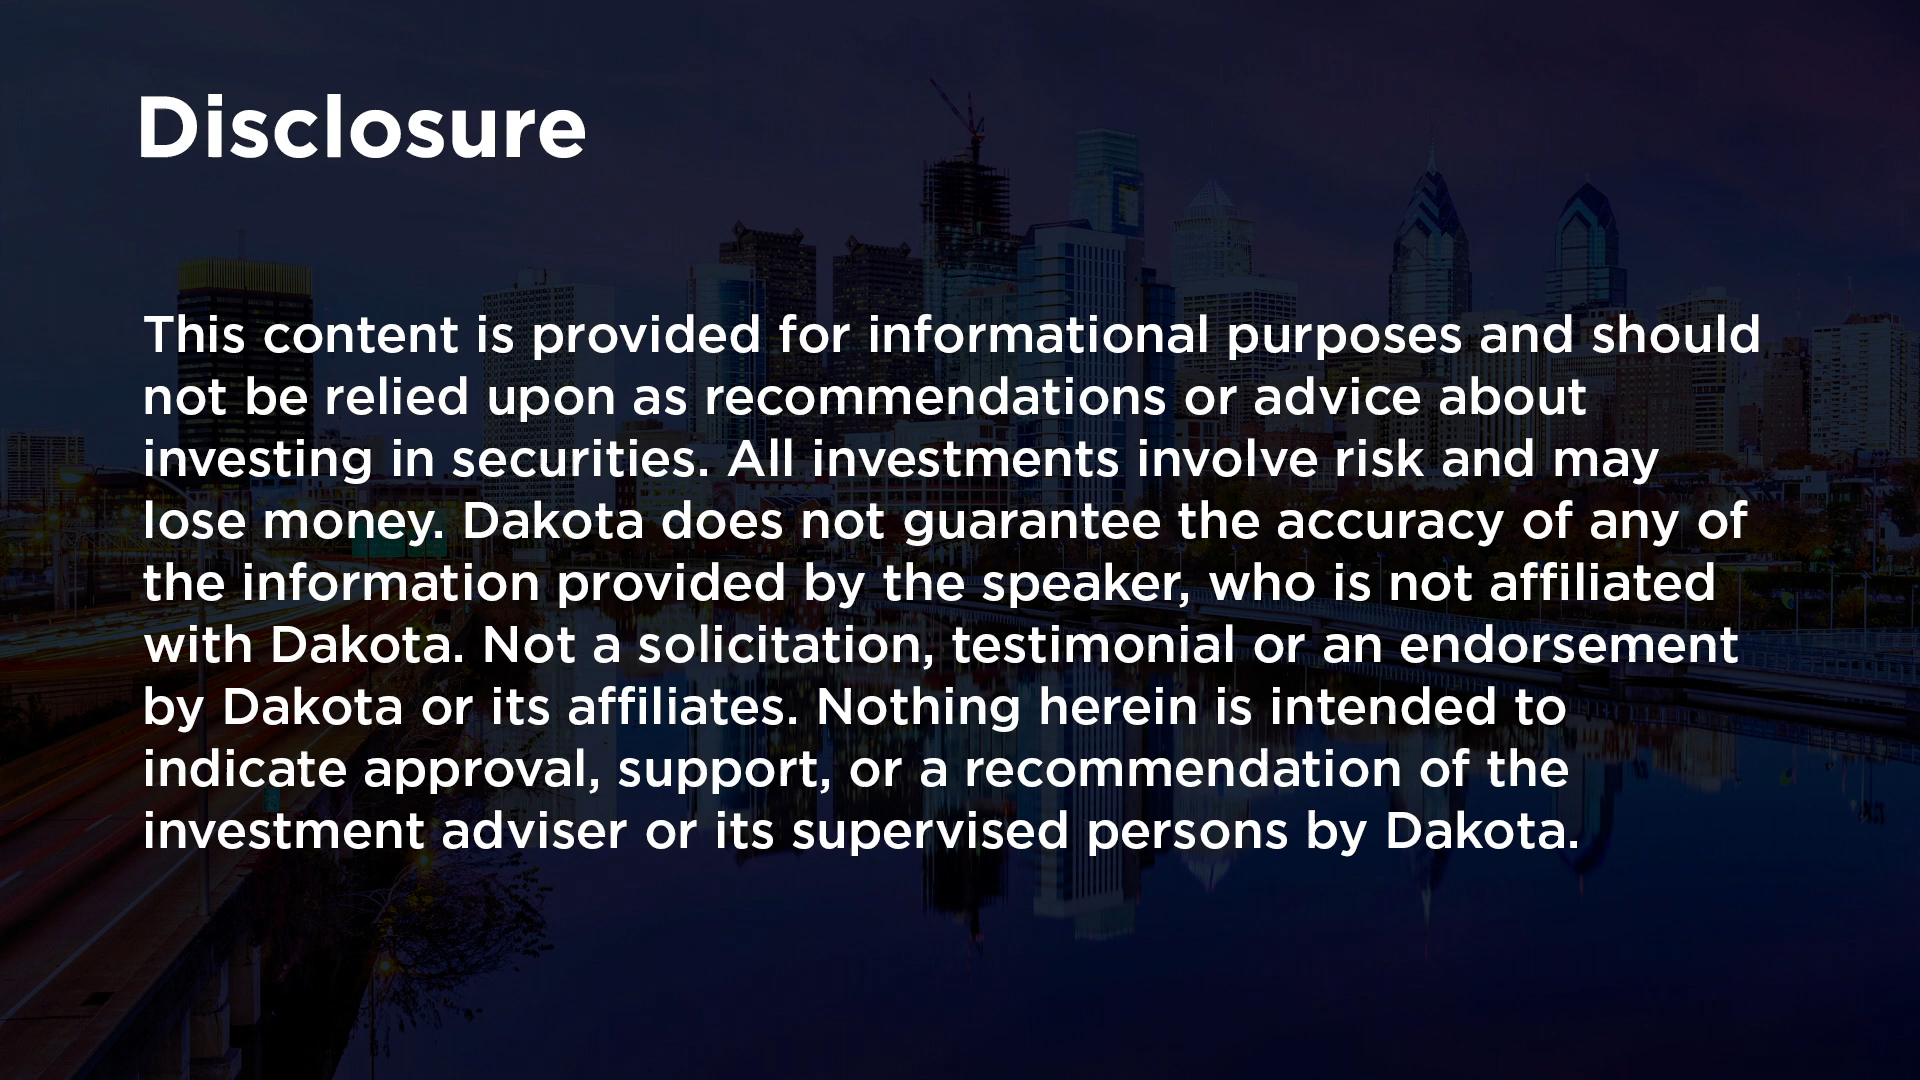 Disclosure
This content is provided for informational purposes and should
not be relied upon as recommendations or advice about
investing in securities. All investments involve risk and may
lose money. Dakota does not guarantee the accuracy of any of
the information provided by the speaker, who is not affiliated
with Dakota. Not a solicitation, testimonial or an endorsement
by Dakota or its affiliates. Nothing herein is intended to
indicate approval, support, or a recommendation of the
investment adviser or its supervised persons by Dakota.